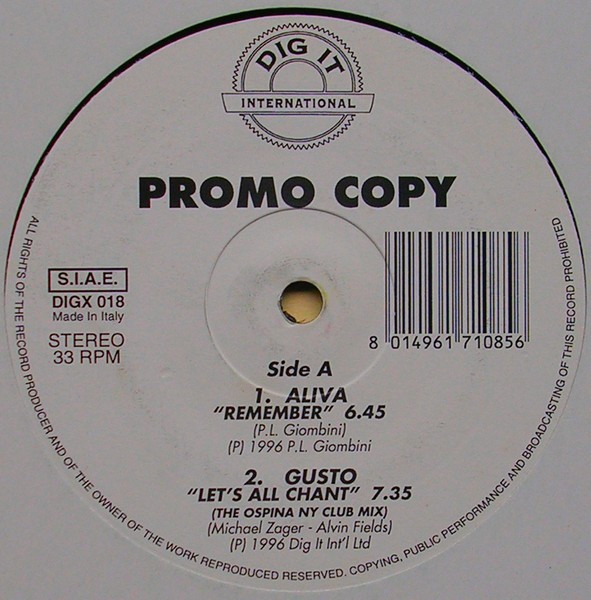 DIG IT
INTERNATIONAL
PROMO COPY
S.I.A.E.
DIGX 018
Made in Italy
STEREO
33 RPM
8 014961 710856
Side A
1. ALIVA
"REMEMBER" 6.45
(P.L. Giombini)
(P) 1996 P.L. Giombini
2. GUSTO
"LET'S ALL CHANT" 7.35
(THE OSPINA NY CLUB MIX)
(Michael Zager - Alvin Fields)
(P) 1996 Dig It Int'l Ltd
ALL RIGHTS OF THE RECORD PRODUCER AND OF THE OWNER OF THE WORK REPRODUCED RESERVED. COPYING, PUBLIC PERFORMANCE AND BROADCASTING OF THIS RECORD PROHIBITED